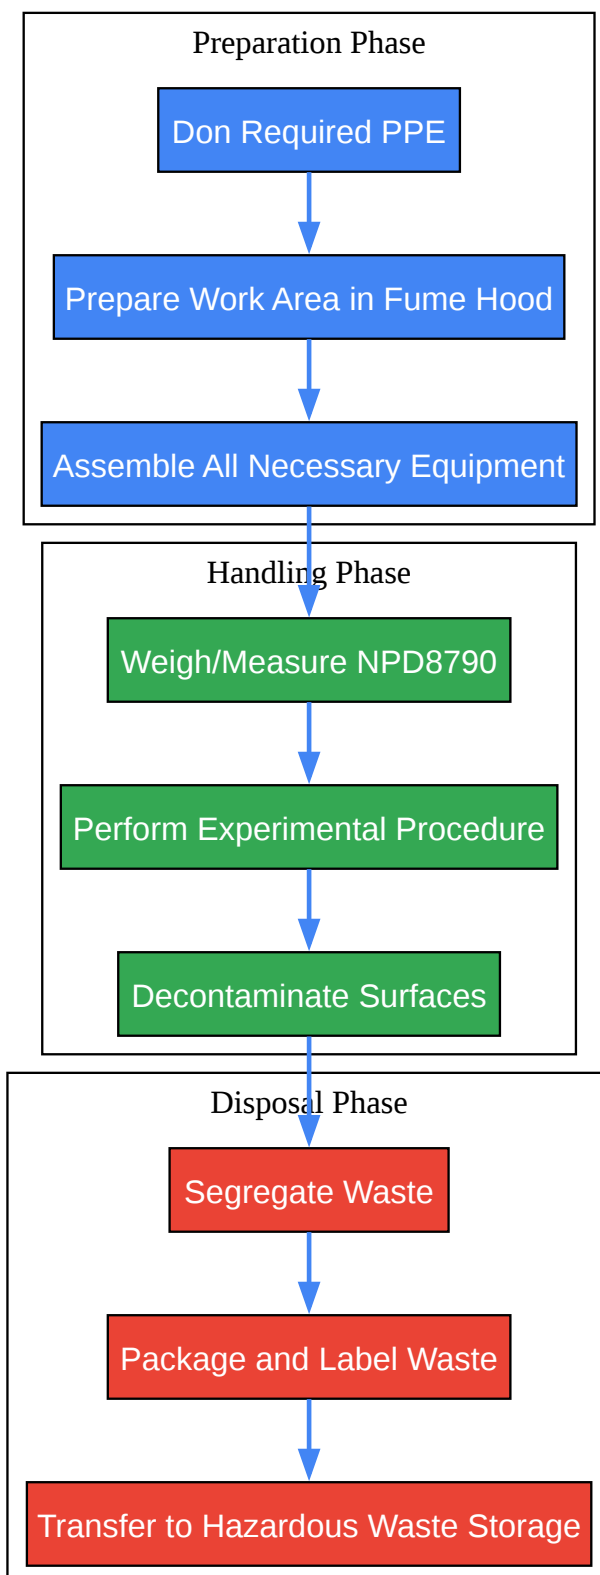 Preparation Phase
Don Required PPE
Prepare Work Area in Fume Hood
Assemble All Necessary Equipment
Handling Phase
Weigh/Measure NPD8790
Perform Experimental Procedure
Decontaminate Surfaces
Disposal Phase
Segregate Waste
Package and Label Waste
Transfer to Hazardous Waste Storage